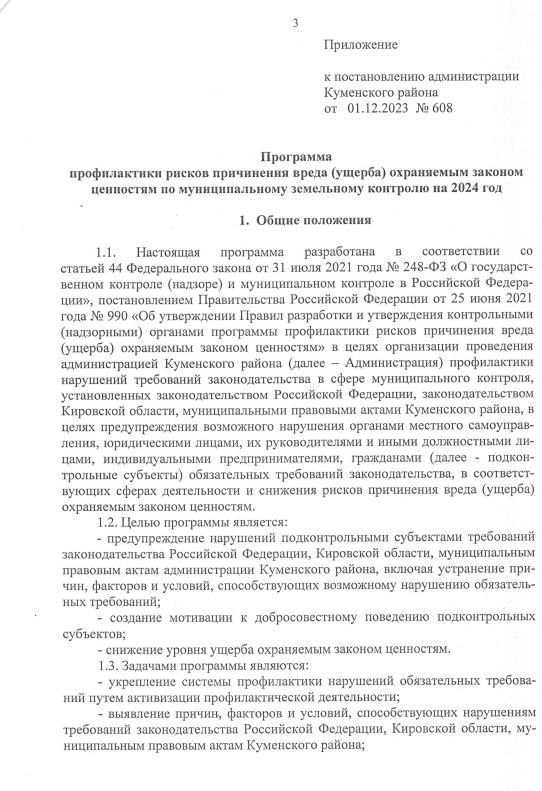 3
Приложение
к постановлению администрации
Куменского района
от 01.12.2023 № 608
Программа
профилактики рисков причинения вреда (ущерба) охраняемым законом
ценностям по муниципальному земельному контролю на 2024 год
1. Общие положения
1.1. Настоящая программа разработана в соответствии со
статьей 44 Федерального закона от 31 июля 2021 года № 248-ФЗ «О государст-
венном контроле (надзоре) и муниципальном контроле в Российской Федера-
ции», постановлением Правительства Российской Федерации от 25 июня 2021
года № 990 «Об утверждении Правил разработки и утверждения контрольными
(надзорными) органами программы профилактики рисков причинения вреда
(ущерба) охраняемым законом ценностям» в целях организации проведения
администрацией Куменского района (далее – Администрация) профилактики
нарушений требований законодательства в сфере муниципального контроля,
установленных законодательством Российской Федерации, законодательством
Кировской области, муниципальными правовыми актами Куменского района, в
целях предупреждения возможного нарушения органами местного самоуправ-
ления, юридическими лицами, их руководителями и иными должностными ли-
цами, индивидуальными предпринимателями, гражданами (далее - подкон-
трольные субъекты) обязательных требований законодательства, в соответст-
вующих сферах деятельности и снижения рисков причинения вреда (ущерба)
охраняемым законом ценностям.
1.2. Целью программы является:
- предупреждение нарушений подконтрольными субъектами требований
законодательства Российской Федерации, Кировской области, муниципальным
правовым актам администрации Куменского района, включая устранение при-
чин, факторов и условий, способствующих возможному нарушению обязатель-
ных требований;
- создание мотивации к добросовестному поведению подконтрольных
субъектов;
- снижение уровня ущерба охраняемым законом ценностям.
1.3. Задачами программы являются:
- укрепление системы профилактики нарушений обязательных требова-
ний путем активизации профилактической деятельности;
- выявление причин, факторов и условий, способствующих нарушениям
требований законодательства Российской Федерации, Кировской области, му-
ниципальным правовым актам Куменского района;